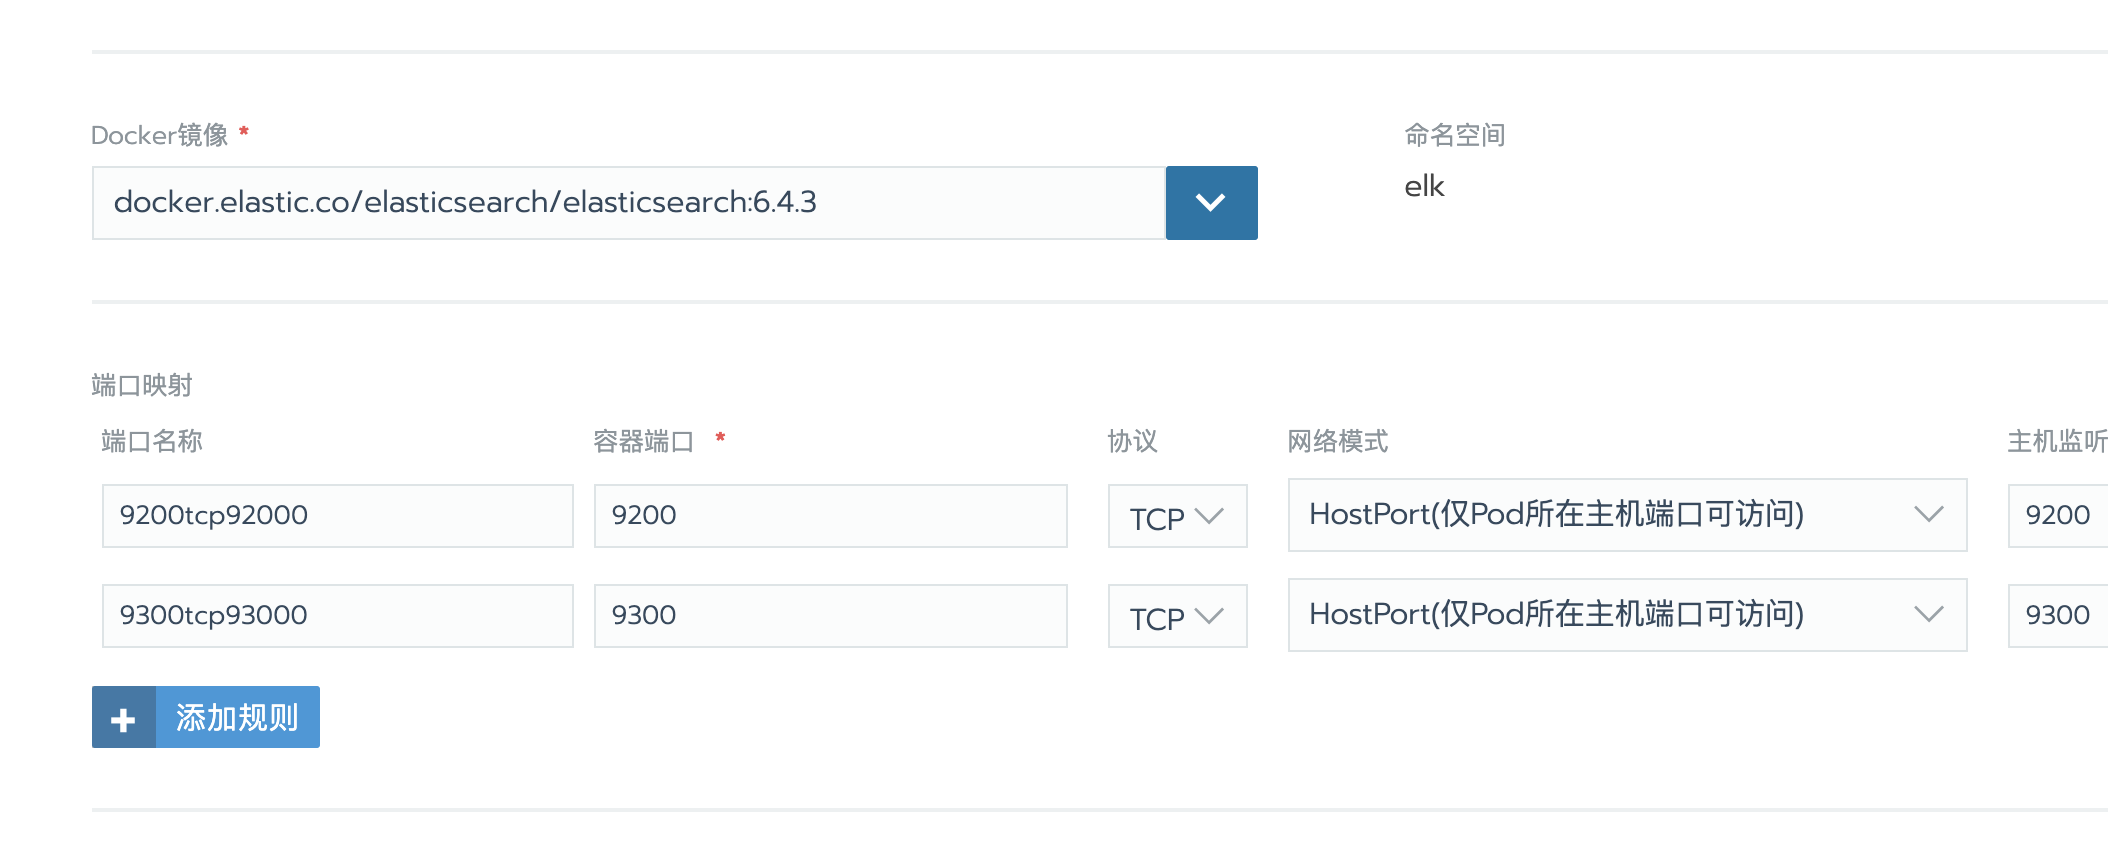 Docker镜像 * 命名空间
docker.elastic.co/elasticsearch/elasticsearch:6.4.3 elk
端口映射
端口名称 容器端口 * 协议 网络模式 主机监听
9200tcp92000 9200 TCP HostPort(仅Pod所在主机端口可访问) 9200
9300tcp93000 9300 TCP HostPort(仅Pod所在主机端口可访问) 9300
+ 添加规则